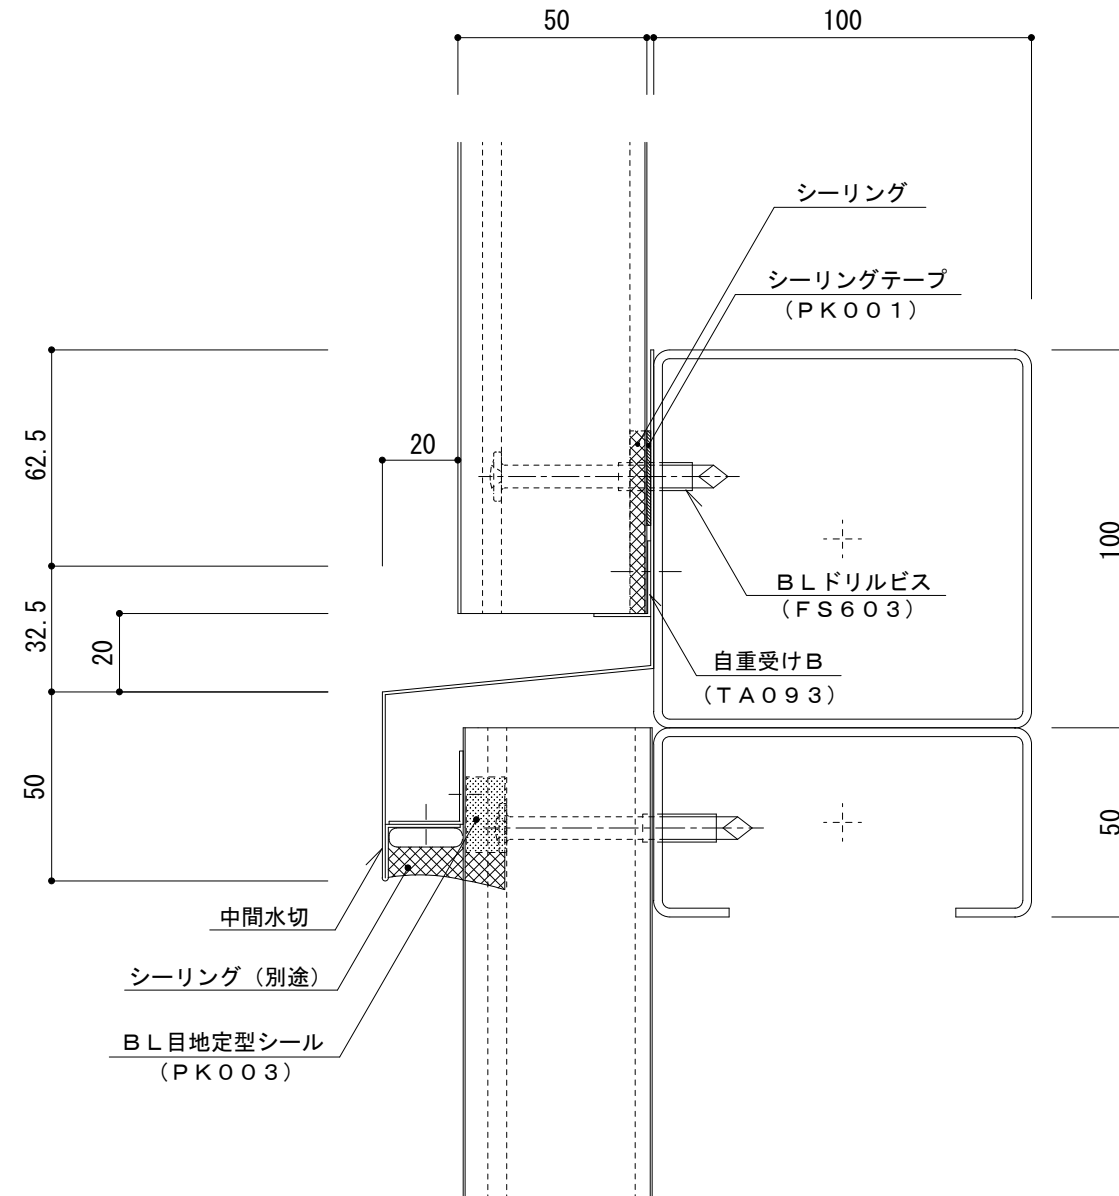 50
100
シーリング
シーリングテープ
（ＰＫ００１）
62.5
20
100
ＢＬドリルビス
（ＦＳ６０３）
32.5
20
自重受けＢ
（ＴＡ０９３）
50
50
中間水切
シーリング（別途）
ＢＬ目地定型シール
（ＰＫ００３）